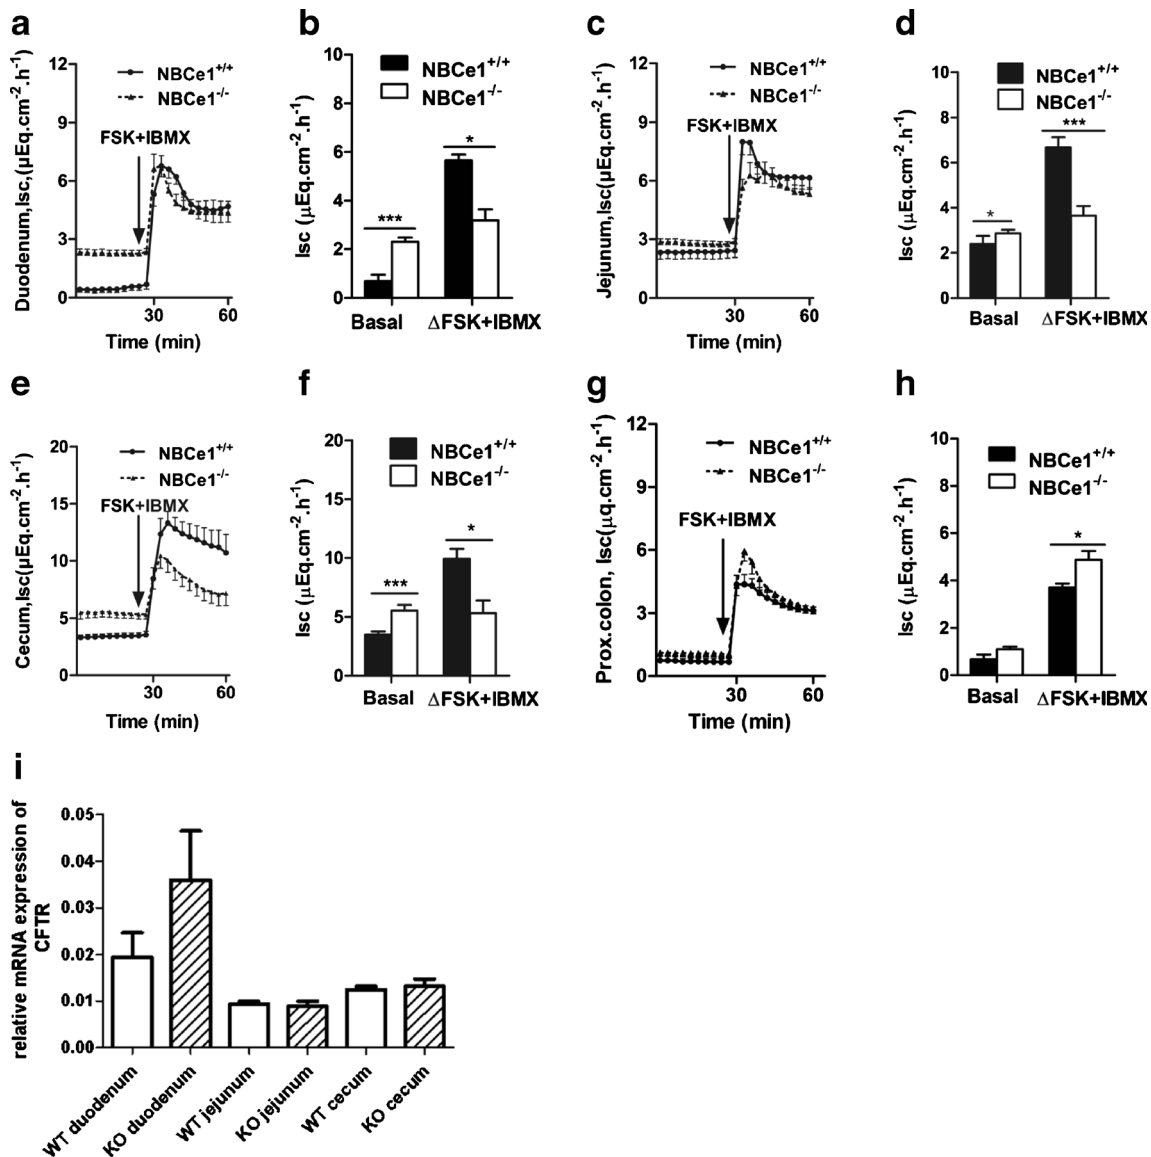 a
Duodenum,Isc,(µEq.cm-2.h-1)
12
9
6
3
0
NBCe1+/+
NBCe1-/-
FSK+IBMX
30
60
Time (min)
b
Isc (µEq.cm-2.h-1)
10
8
6
4
2
0
NBCe1+/+
NBCe1-/-
***
*
Basal
ΔFSK+IBMX
c
Jejunum,Isc(µEq.cm-2.h-1)
12
9
6
3
0
NBCe1+/+
NBCe1-/-
FSK+IBMX
30
60
Time (min)
d
Isc (µEq.cm-2.h-1)
10
8
6
4
2
0
NBCe1+/+
NBCe1-/-
*
***
Basal
ΔFSK+IBMX
e
Cecum,Isc(µEq.cm-2.h-1)
20
15
10
5
0
NBCe1+/+
NBCe1-/-
FSK+IBMX
30
60
Time (min)
f
Isc (µEq.cm-2.h-1)
20
15
10
5
0
NBCe1+/+
NBCe1-/-
***
*
Basal
ΔFSK+IBMX
g
Prox.colon, Isc(µq.cm-2.h-1)
12
9
6
3
0
NBCe1+/+
NBCe1-/-
FSK+IBMX
30
60
Time (min)
h
Isc (µEq.cm-2.h-1)
10
8
6
4
2
0
NBCe1+/+
NBCe1-/-
*
Basal
ΔFSK+IBMX
i
relative mRNA expression of
CFTR
0.05
0.04
0.03
0.02
0.01
0.00
WT duodenum
KO duodenum
WT jejunum
KO jejunum
WT cecum
KO cecum